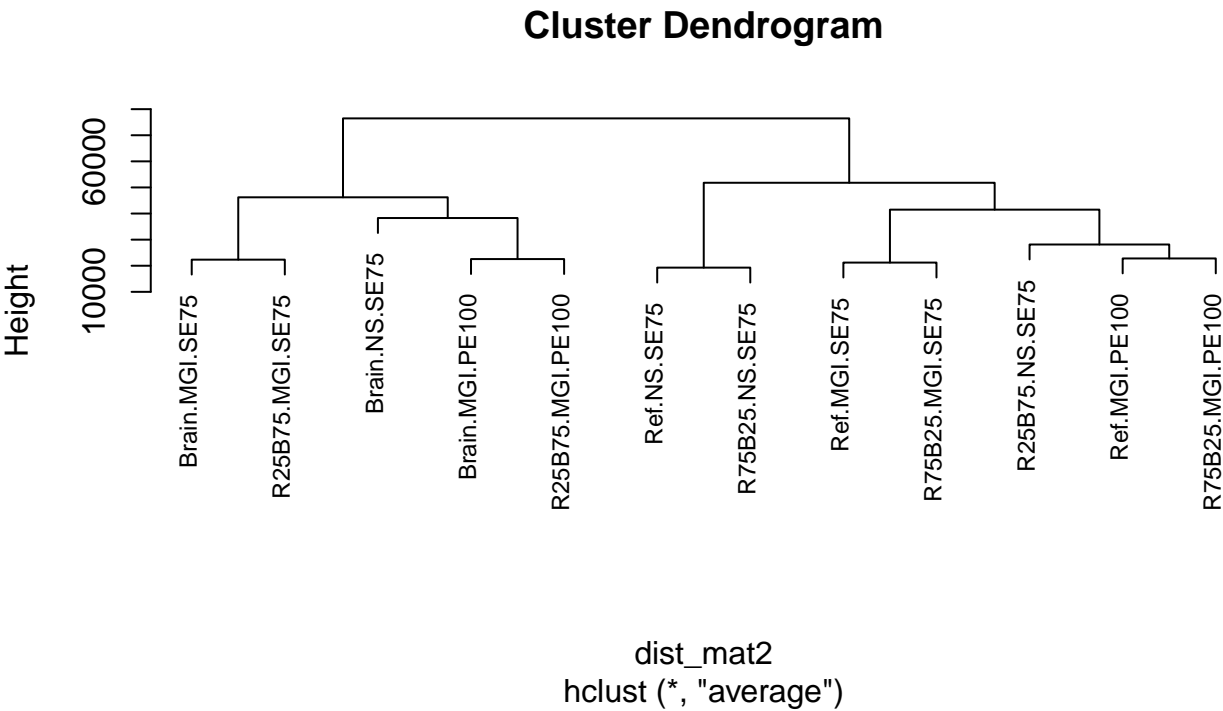 Cluster Dendrogram
Height
10000
60000
Brain.MGI.SE75
R25B75.MGI.SE75
Brain.NS.SE75
Brain.MGI.PE100
R25B75.MGI.PE100
Ref.NS.SE75
R75B25.NS.SE75
Ref.MGI.SE75
R75B25.MGI.SE75
R25B75.NS.SE75
Ref.MGI.PE100
R75B25.MGI.PE100
dist_mat2
hclust (*, "average")